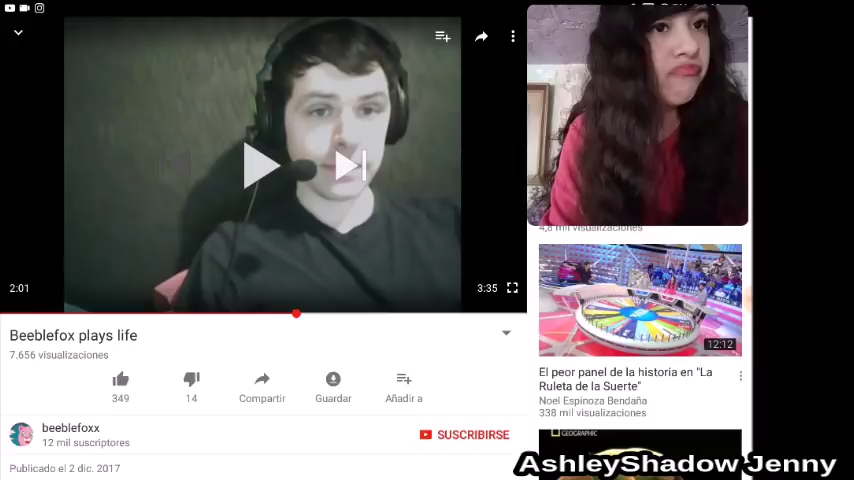 2:01
3:35
Beeblefox plays life
7.656 visualizaciones
349
14
Compartir
Guardar
Añadir a
beeblefoxx
12 mil suscriptores
SUSCRIBIRSE
Publicado el 2 dic. 2017
4,8 mil visualizaciones
12:12
El peor panel de la historia en "La
Ruleta de la Suerte"
Noel Espinoza Bendaña
338 mil visualizaciones
GEOGRAPHIC
AshleyShadow Jenny